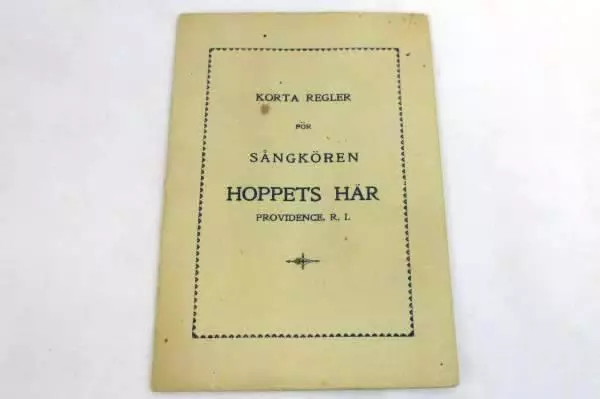 KORTA REGLER
FÖR
SÅNGKÖREN
HOPPETS HÄR
PROVIDENCE, R. I.